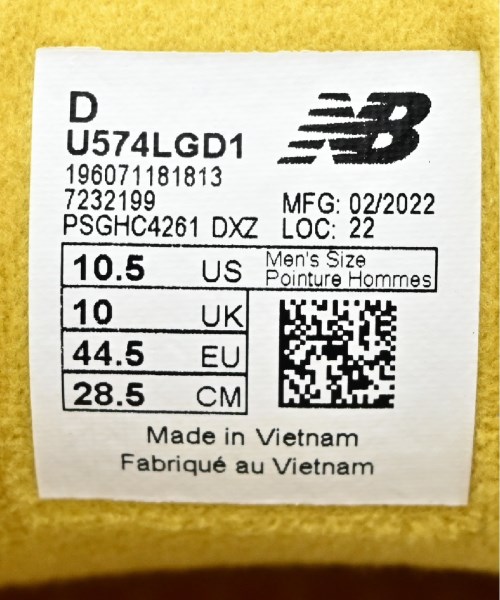 D
NB
U574LGD1
196071181813
7232199
MFG: 02/2022
PSGHC4261 DXZ
LOC: 22
10.5 US
Men's Size
Pointure Hommes
10 UK
44.5 EU
28.5 CM
Made in Vietnam
Fabriqué au Vietnam